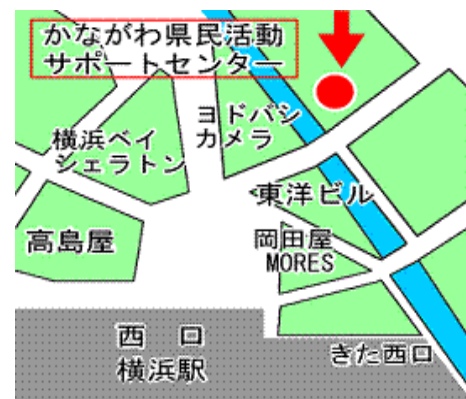 かながわ県民活動
サポートセンター
ヨドバシ
カメラ
横浜ベイ
シェラトン
東洋ビル
高島屋
岡田屋
MORES
西口
横浜駅
きた西口